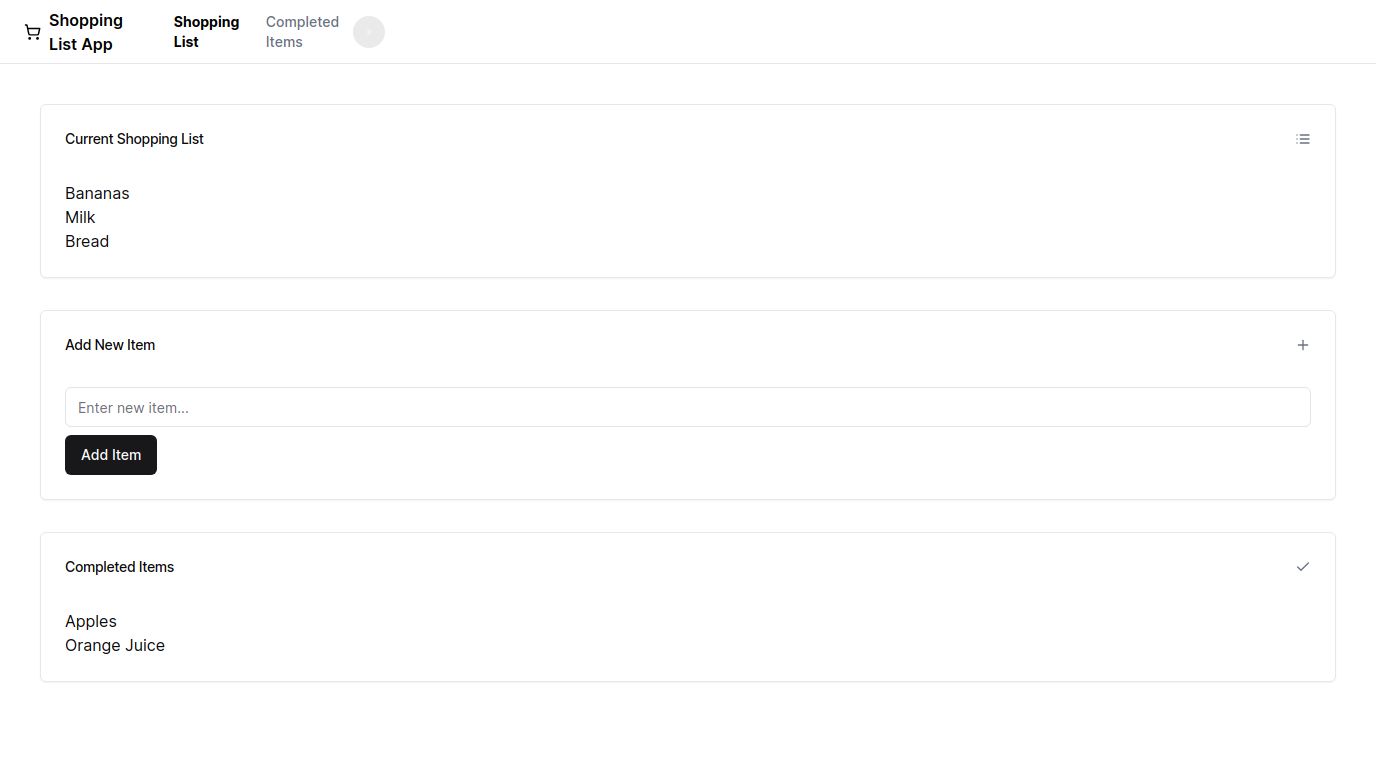 Shopping
List App
Shopping
List
Completed
Items
Current Shopping List
Bananas
Milk
Bread
Add New Item
Enter new item...
Add Item
Completed Items
Apples
Orange Juice